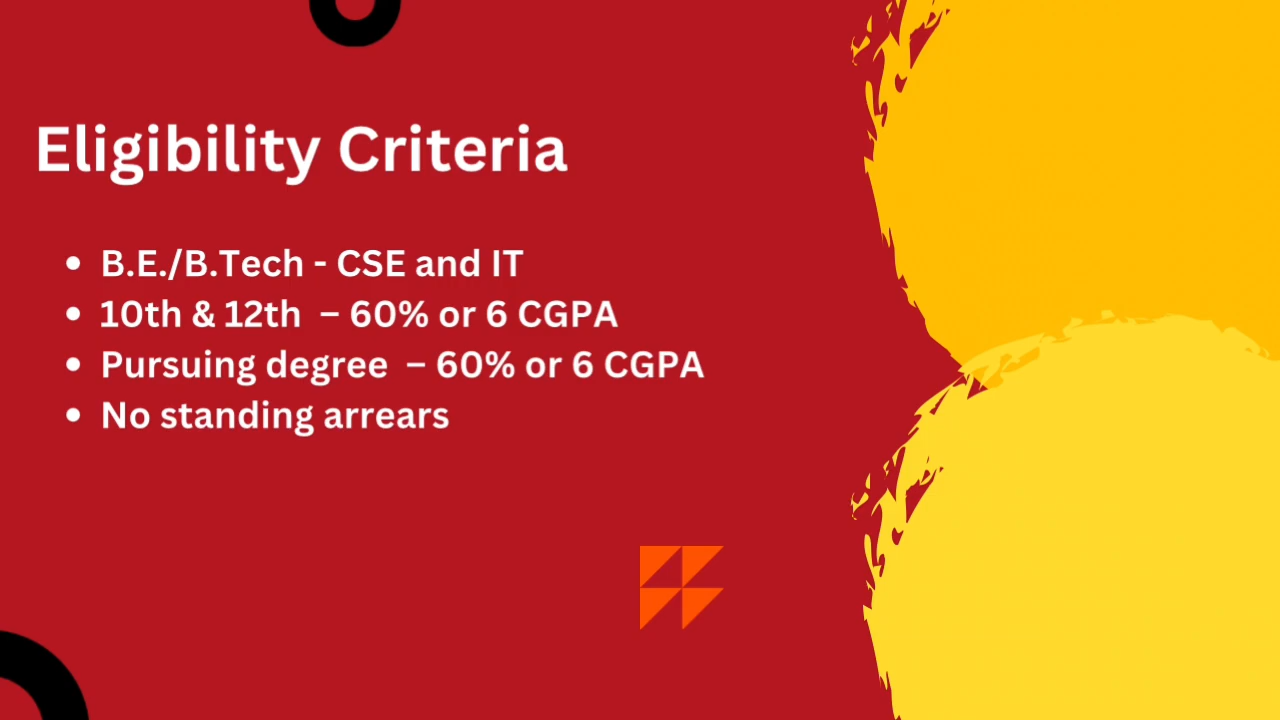 Eligibility Criteria
• B.E./B.Tech - CSE and IT
• 10th & 12th – 60% or 6 CGPA
• Pursuing degree – 60% or 6 CGPA
• No standing arrears